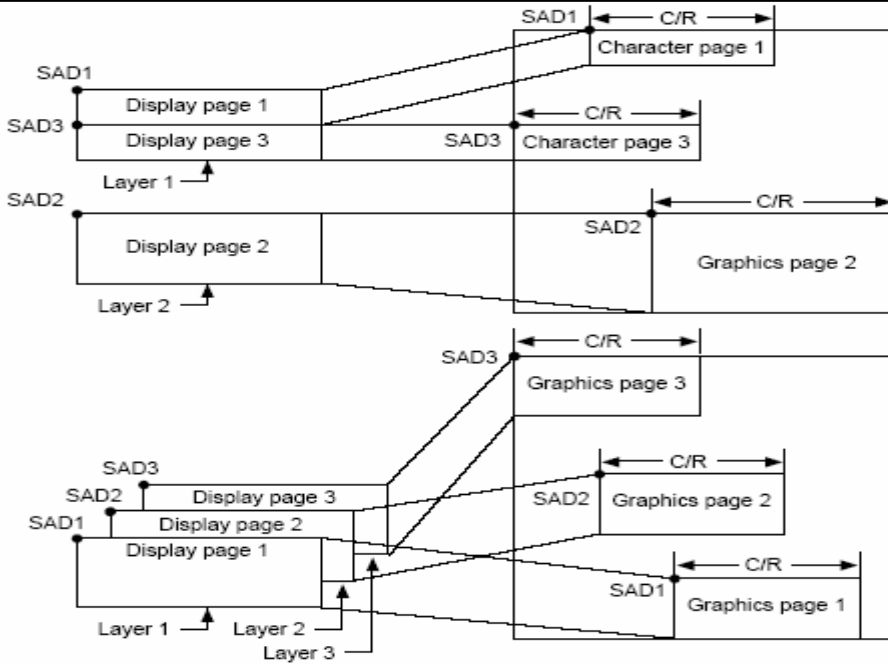 SAD1
C/R
Character page 1
SAD1
Display page 1
C/R
SAD3
Display page 3
SAD3
Character page 3
Layer 1
SAD2
C/R
SAD2
Display page 2
Graphics page 2
Layer 2
C/R
SAD3
Graphics page 3
C/R
SAD3
SAD2
Display page 3
SAD2
Graphics page 2
SAD1
Display page 2
Display page 1
C/R
SAD1
Graphics page 1
Layer 1
Layer 2
Layer 3